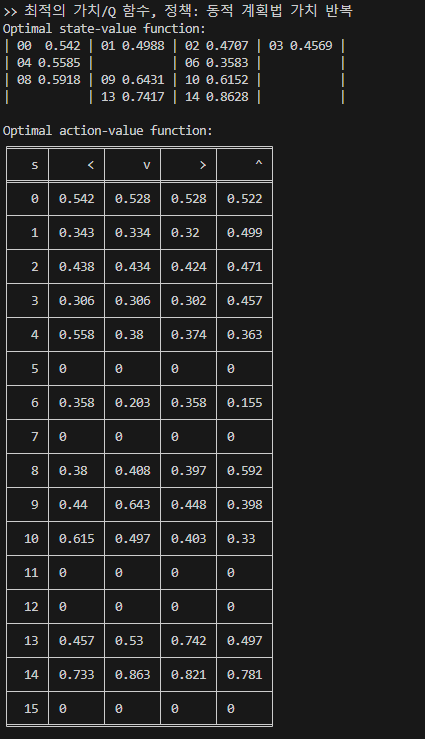 >> 최적의 가치/Q 함수, 정책: 동적 계획법 가치 반복
Optimal state-value function:
| 00  0.542 | 01 0.4988 | 02 0.4707 | 03 0.4569 |
| 04 0.5585 |           | 06 0.3583 |           |
| 08 0.5918 | 09 0.6431 | 10 0.6152 |           |
|           | 13 0.7417 | 14 0.8628 |           |
Optimal action-value function:
s < v > ^
0 0.542 0.528 0.528 0.522
1 0.343 0.334 0.32 0.499
2 0.438 0.434 0.424 0.471
3 0.306 0.306 0.302 0.457
4 0.558 0.38 0.374 0.363
5 0 0 0 0
6 0.358 0.203 0.358 0.155
7 0 0 0 0
8 0.38 0.408 0.397 0.592
9 0.44 0.643 0.448 0.398
10 0.615 0.497 0.403 0.33
11 0 0 0 0
12 0 0 0 0
13 0.457 0.53 0.742 0.497
14 0.733 0.863 0.821 0.781
15 0 0 0 0